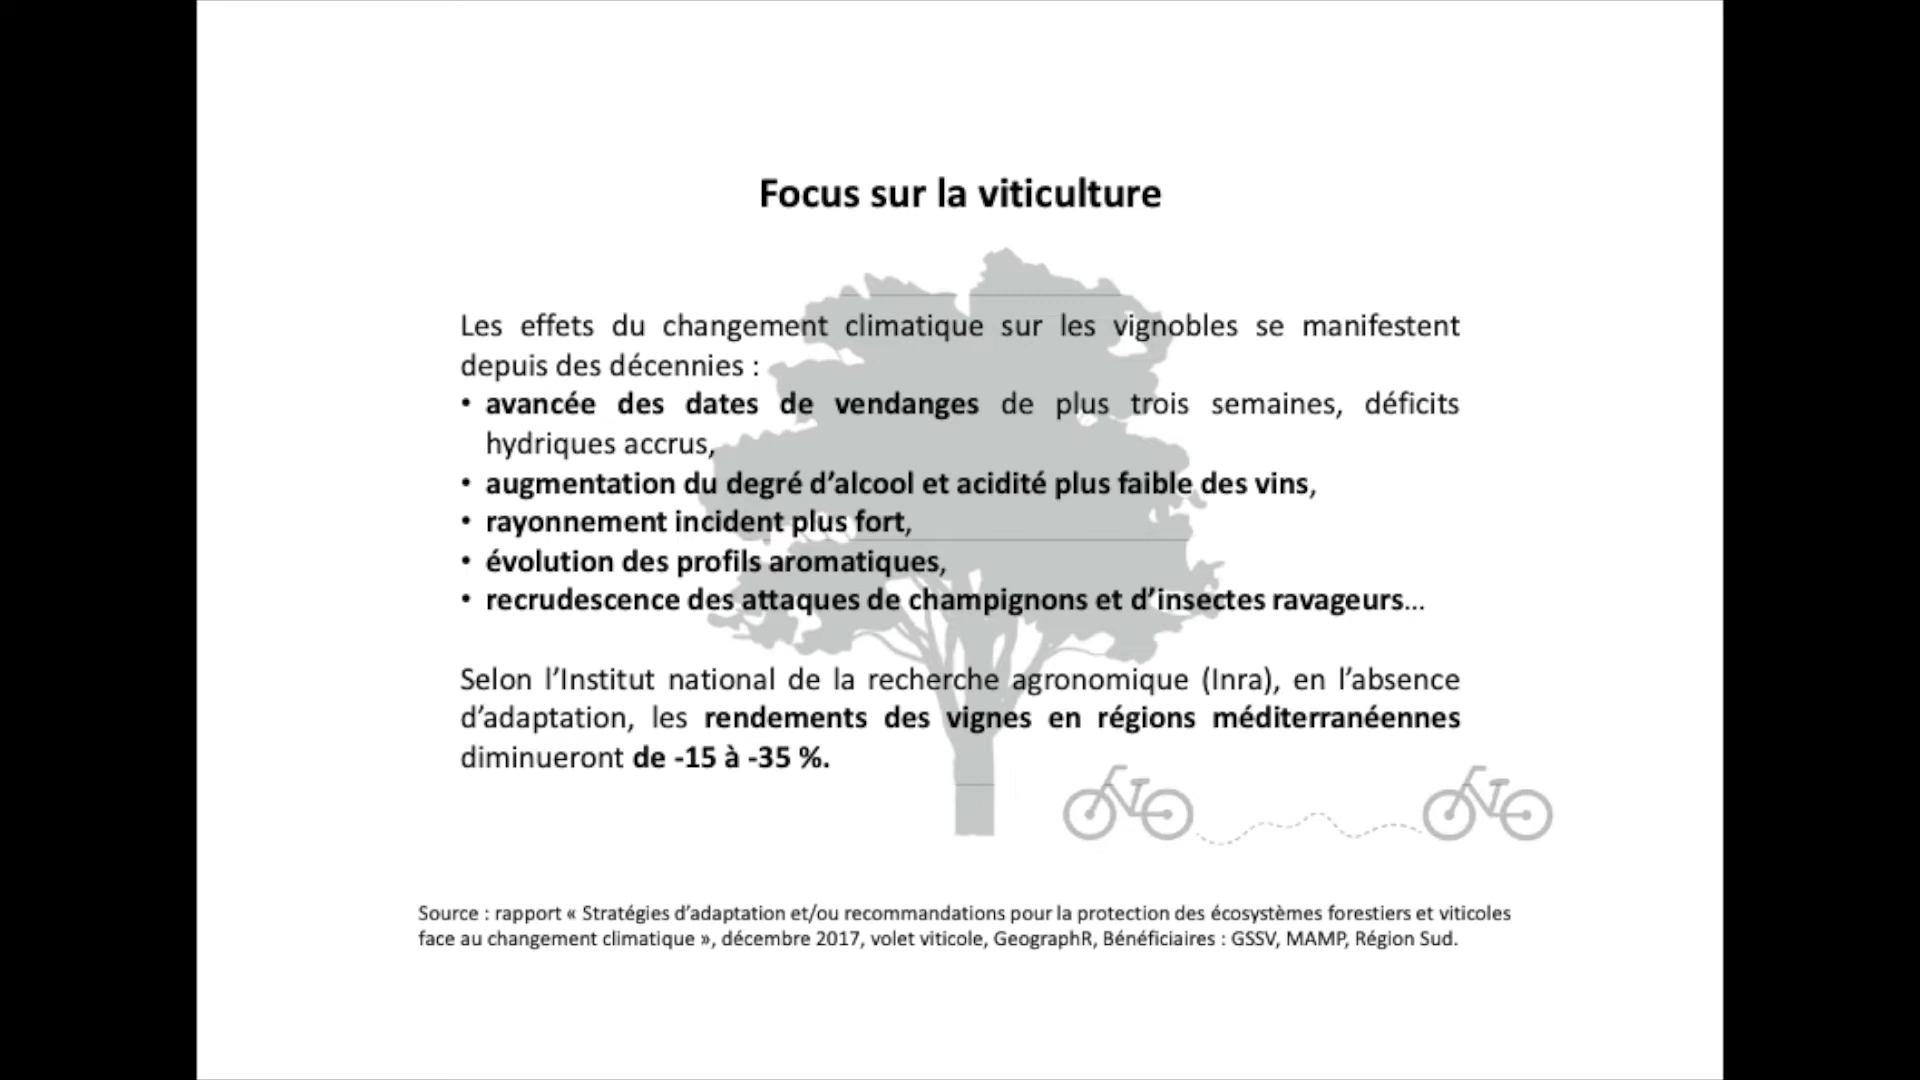 Focus sur la viticulture
Les effets du changement climatique sur les vignobles se manifestent
depuis des décennies :
• avancée des dates de vendanges de plus trois semaines, déficits
hydriques accrus,
• augmentation du degré d’alcool et acidité plus faible des vins,
• rayonnement incident plus fort,
• évolution des profils aromatiques,
• recrudescence des attaques de champignons et d’insectes ravageurs…
Selon l’Institut national de la recherche agronomique (Inra), en l’absence
d’adaptation, les rendements des vignes en régions méditerranéennes
diminueront de -15 à -35 %.
Source : rapport « Stratégies d’adaptation et/ou recommandations pour la protection des écosystèmes forestiers et viticoles
face au changement climatique », décembre 2017, volet viticole, GeographR, Bénéficiaires : GSSV, MAMP, Région Sud.